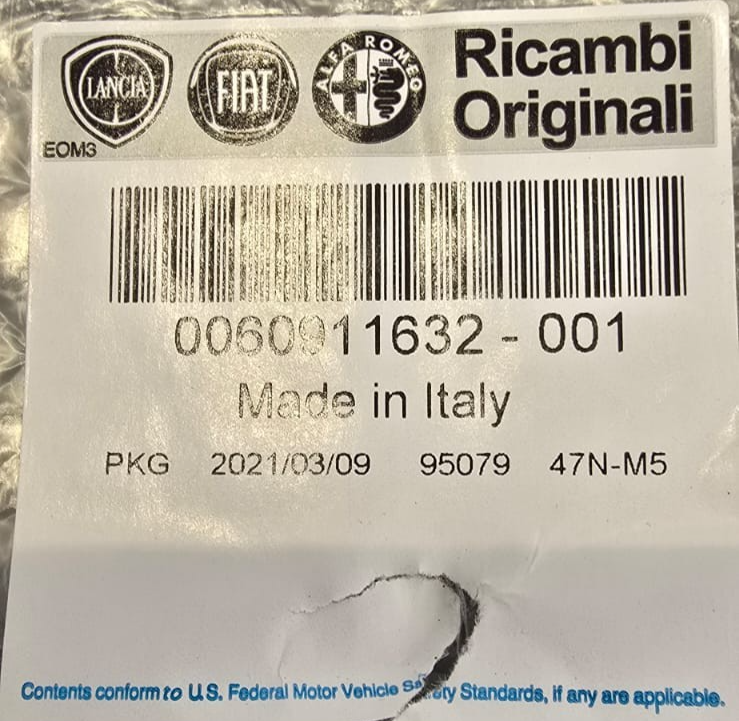 LANCIA FIAT ALFA ROMEO Ricambi
Originali
EOM3
0060911632 - 001
Made in Italy
PKG 2021/03/09 95079 47N-M5
Contents conform to U.S. Federal Motor Vehicle Safety Standards, if any are applicable.